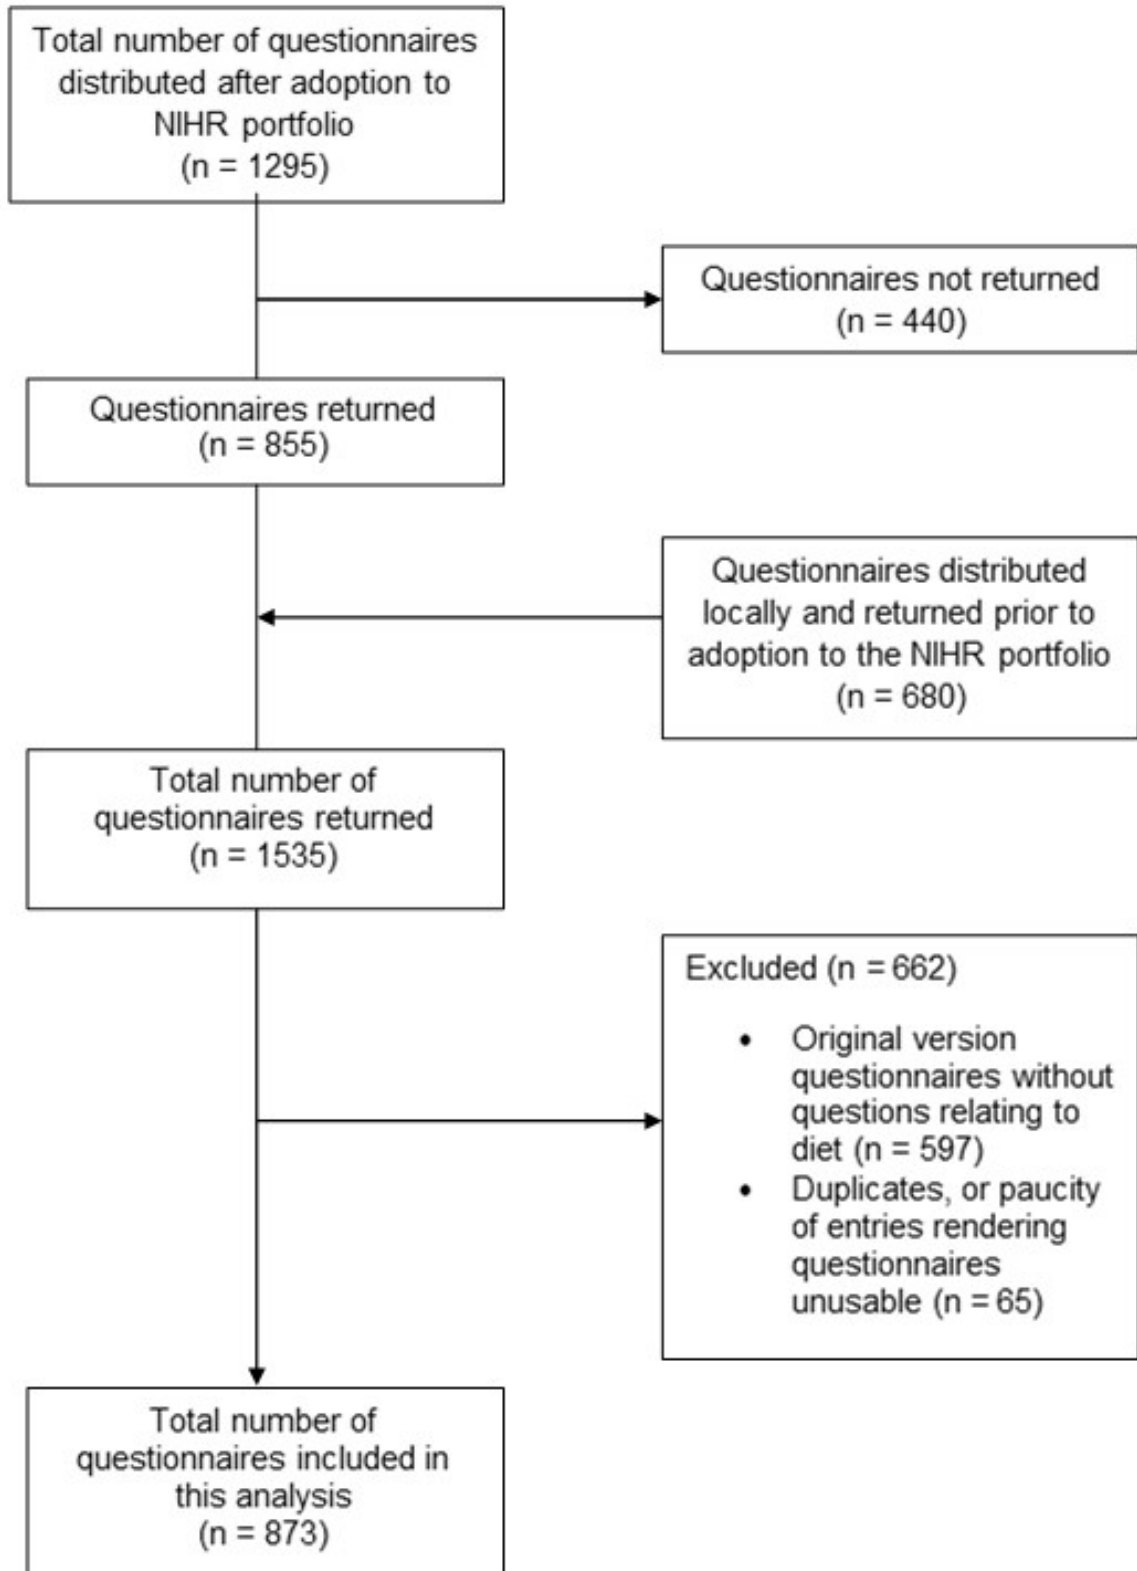 Total number of questionnaires
distributed after adoption to
NIHR portfolio
(n = 1295)
Questionnaires not returned
(n = 440)
Questionnaires returned
(n = 855)
Questionnaires distributed
locally and returned prior to
adoption to the NIHR portfolio
(n = 680)
Total number of
questionnaires returned
(n = 1535)
Excluded (n = 662)
• Original version
questionnaires without
questions relating to
diet (n = 597)
• Duplicates, or paucity
of entries rendering
questionnaires
unusable (n = 65)
Total number of
questionnaires included in
this analysis
(n = 873)